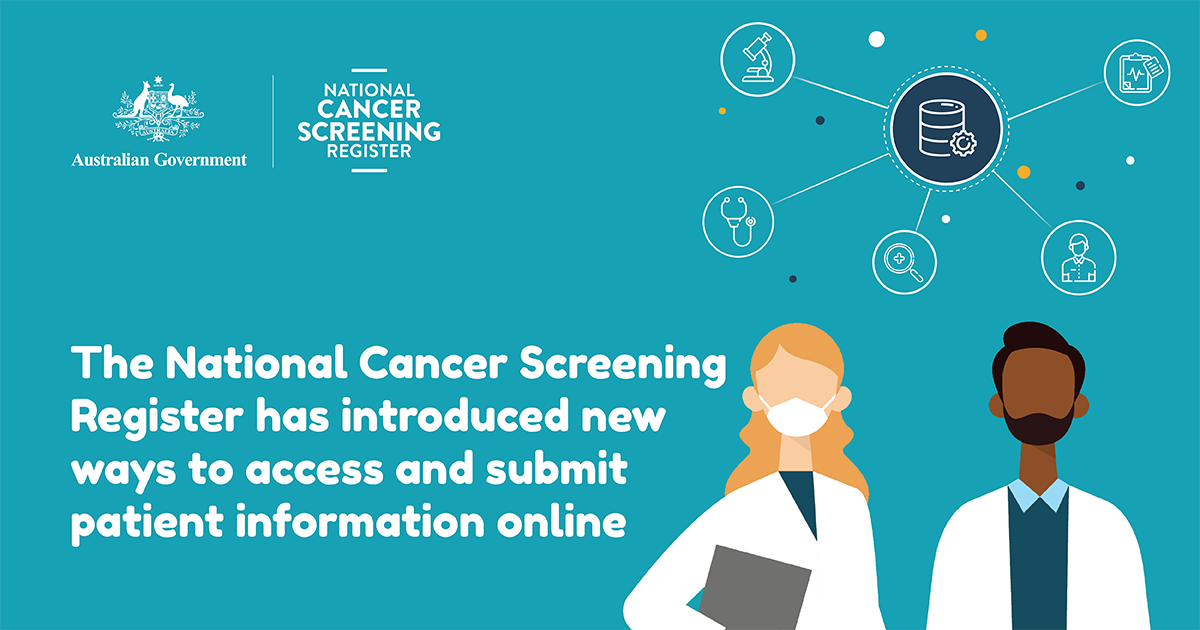 Australian Government
NATIONAL
CANCER
SCREENING
REGISTER
The National Cancer Screening
Register has introduced new
ways to access and submit
patient information online